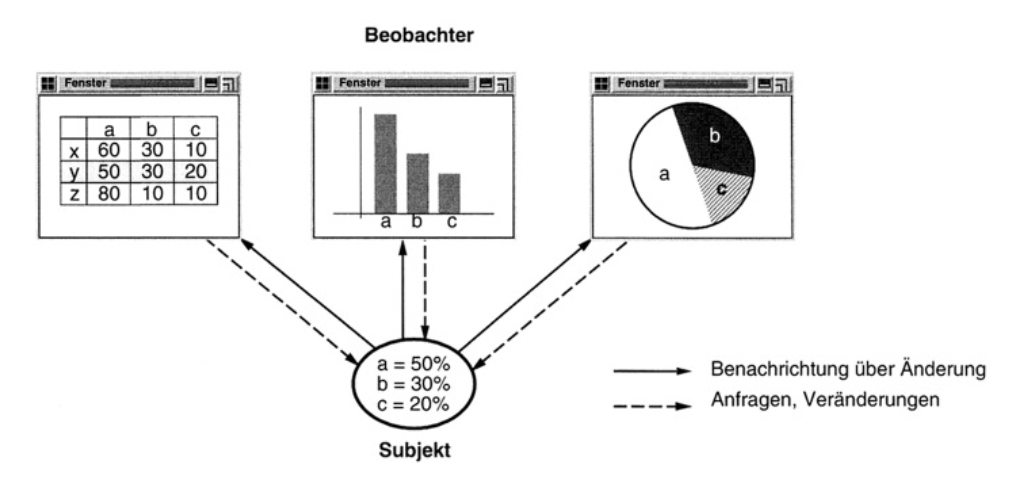 Beobachter
Fenster
a b c
x 60 30 10
y 50 30 20
z 80 10 10
Fenster
a b c
Fenster
a
b
c
a = 50%
b = 30%
c = 20%
Subjekt
Benachrichtung über Änderung
Anfragen, Veränderungen